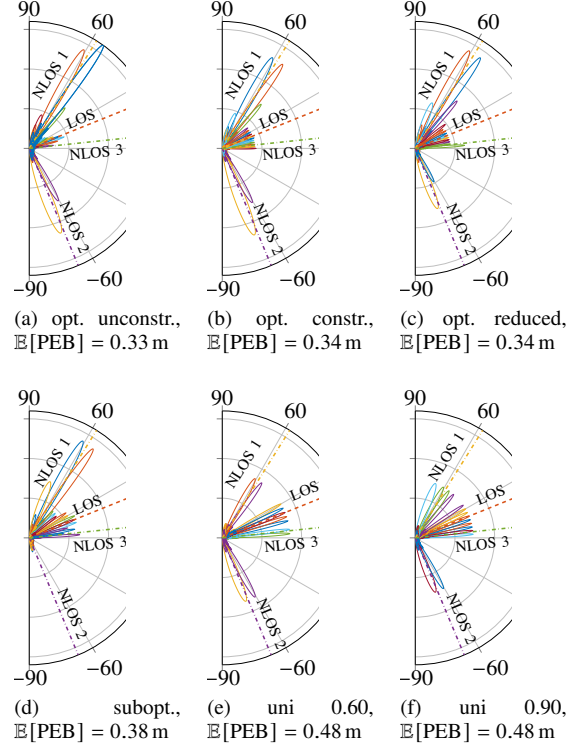 90
60
NLOS 1
LOS
NLOS 3
NLOS 2
−90
−60
90
60
NLOS 1
LOS
NLOS 3
NLOS 2
−90
−60
90
60
NLOS 1
LOS
NLOS 3
NLOS 2
−90
−60
(a) opt. unconstr.,
𝔼[PEB] = 0.33 m
(b) opt. constr.,
𝔼[PEB] = 0.34 m
(c) opt. reduced,
𝔼[PEB] = 0.34 m
90
60
NLOS 1
LOS
NLOS 3
NLOS 2
−90
−60
90
60
NLOS 1
LOS
NLOS 3
NLOS 2
−90
−60
90
60
NLOS 1
LOS
NLOS 3
NLOS 2
−90
−60
(d) subopt.,
𝔼[PEB] = 0.38 m
(e) uni 0.60,
𝔼[PEB] = 0.48 m
(f) uni 0.90,
𝔼[PEB] = 0.48 m